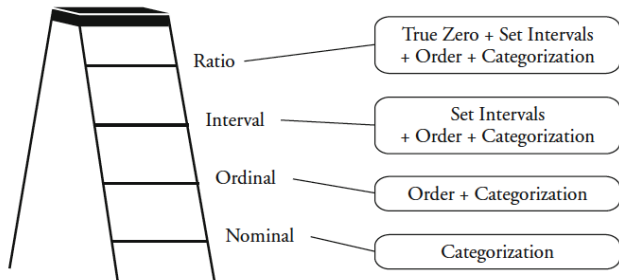 Ratio
True Zero + Set Intervals
+ Order + Categorization
Interval
Set Intervals
+ Order + Categorization
Ordinal
Order + Categorization
Nominal
Categorization